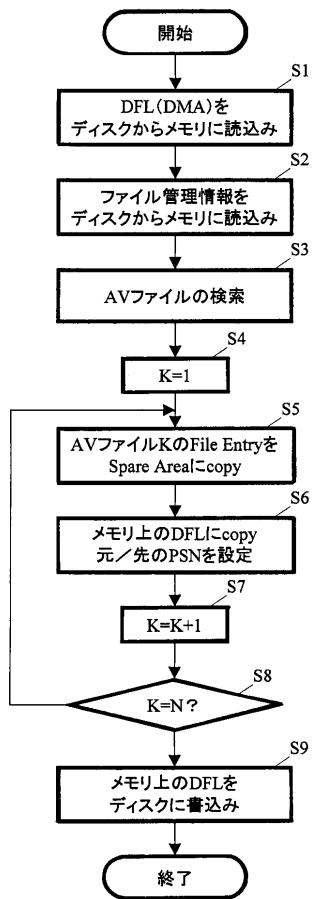 開始
S1
DFL(DMA)を
ディスクからメモリに読込み
S2
ファイル管理情報を
ディスクからメモリに読込み
S3
AVファイルの検索
S4
K=1
S5
AVファイルKのFile Entryを
Spare Areaにcopy
S6
メモリ上のDFLにcopy
元／先のPSNを設定
S7
K=K+1
S8
K=N?
S9
メモリ上のDFLを
ディスクに書込み
終了